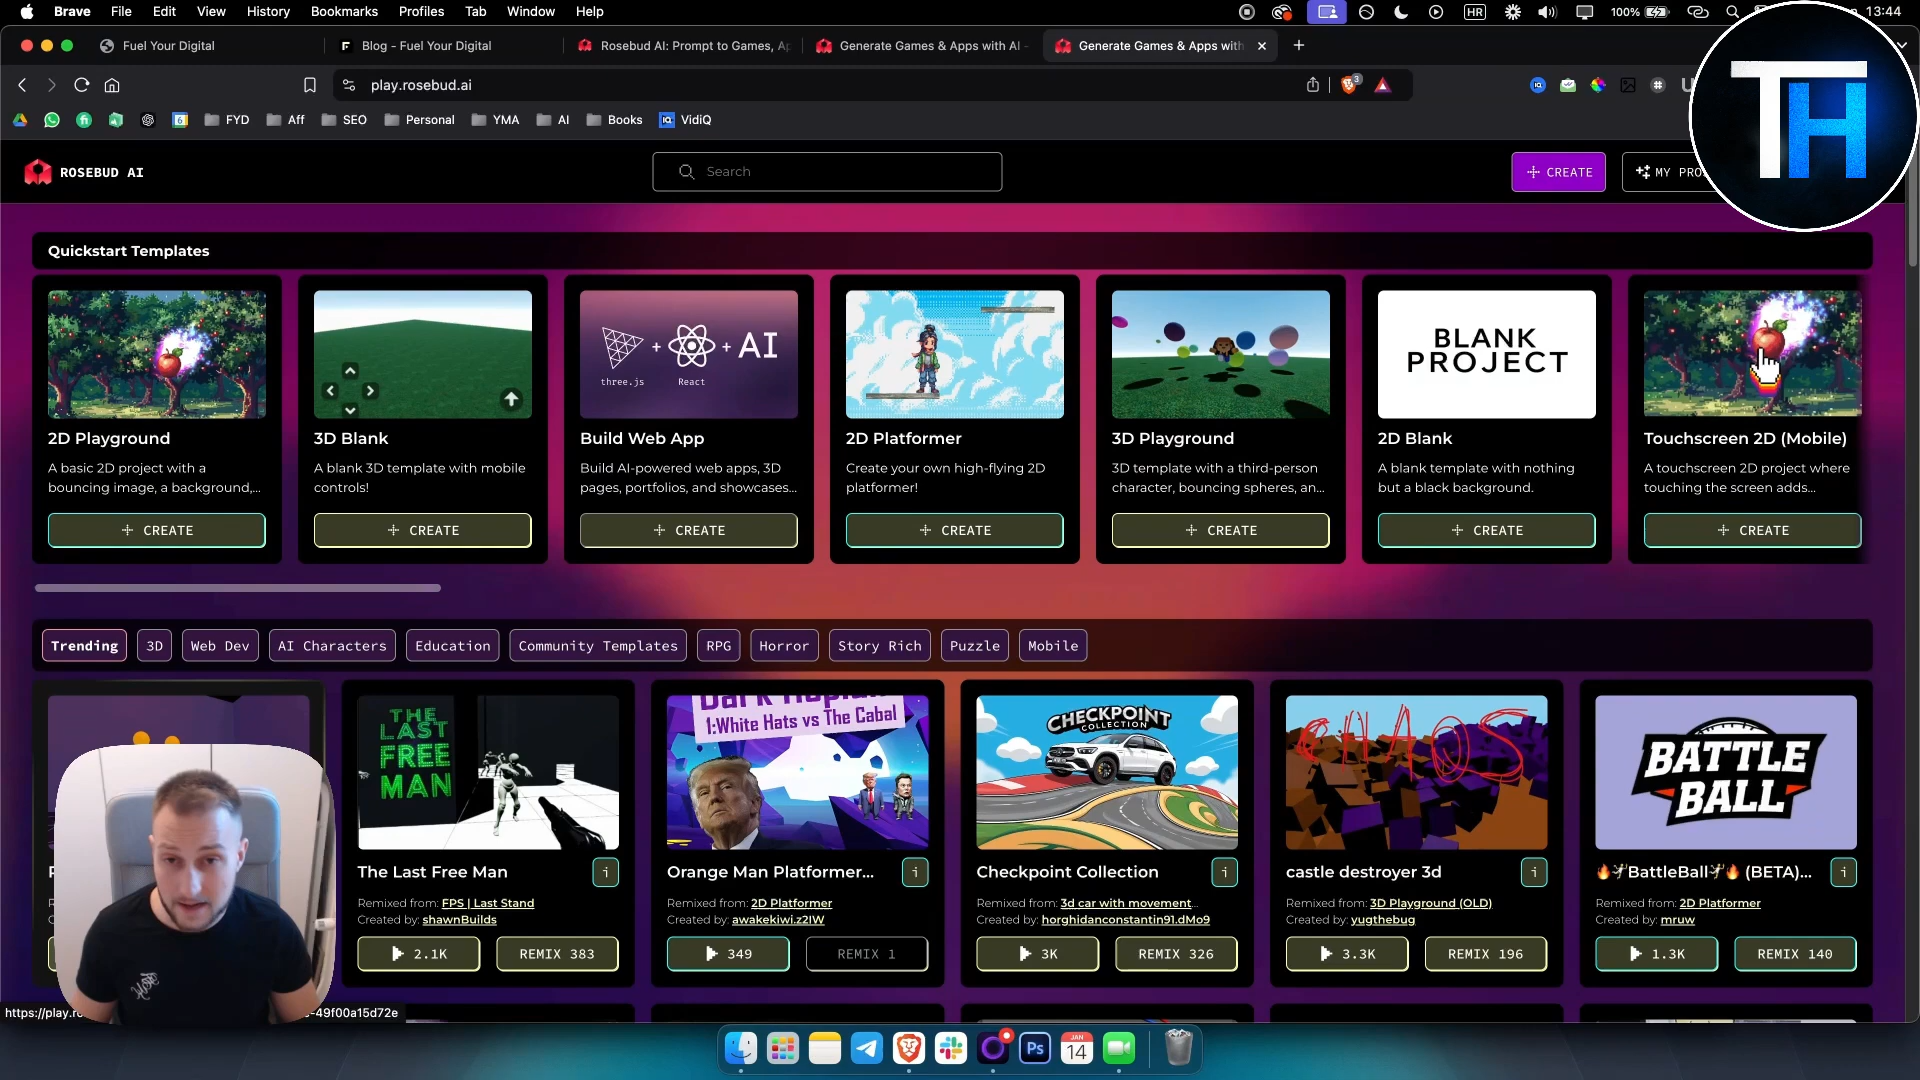 Brave File Edit View History Bookmarks Profiles Tab Window Help
HR 100% 13:44
Fuel Your Digital
Blog - Fuel Your Digital
Rosebud AI: Prompt to Games, Ap
Generate Games & Apps with AI -
Generate Games & Apps with
play.rosebud.ai
3
FYD
Aff
SEO
Personal
YMA
AI
Books
VidiQ
TH
ROSEBUD AI
Search
CREATE
MY PRO
Quickstart Templates
three.js + React + AI
BLANK
PROJECT
2D Playground
A basic 2D project with a
bouncing image, a background,...
CREATE
3D Blank
A blank 3D template with mobile
controls!
CREATE
Build Web App
Build AI-powered web apps, 3D
pages, portfolios, and showcases...
CREATE
2D Platformer
Create your own high-flying 2D
platformer!
CREATE
3D Playground
3D template with a third-person
character, bouncing spheres, an...
CREATE
2D Blank
A blank template with nothing
but a black background.
CREATE
Touchscreen 2D (Mobile)
A touchscreen 2D project where
touching the screen adds...
CREATE
Trending 3D Web Dev AI Characters Education Community Templates RPG Horror Story Rich Puzzle Mobile
THE
LAST
FREE
MAN
The Last Free Man
i
Remixed from: FPS | Last Stand
Created by: shawnBuilds
2.1K
REMIX 383
1:White Hats vs The Cabal
Orange Man Platformer...
i
Remixed from: 2D Platformer
Created by: awakekiwi.z2IW
349
REMIX 1
CHECKPOINT
COLLECTION
Checkpoint Collection
i
Remixed from: 3d car with movement...
Created by: horghidanconstantin91.dMo9
3K
REMIX 326
CHAOS
castle destroyer 3d
i
Remixed from: 3D Playground (OLD)
Created by: yugthebug
3.3K
REMIX 196
BATTLE
BALL
🔥🤾BattleBall🤾🔥 (BETA)...
i
Remixed from: 2D Platformer
Created by: mruw
1.3K
REMIX 140
https://play.ro
-49f00a15d72e
Ps
JAN
14